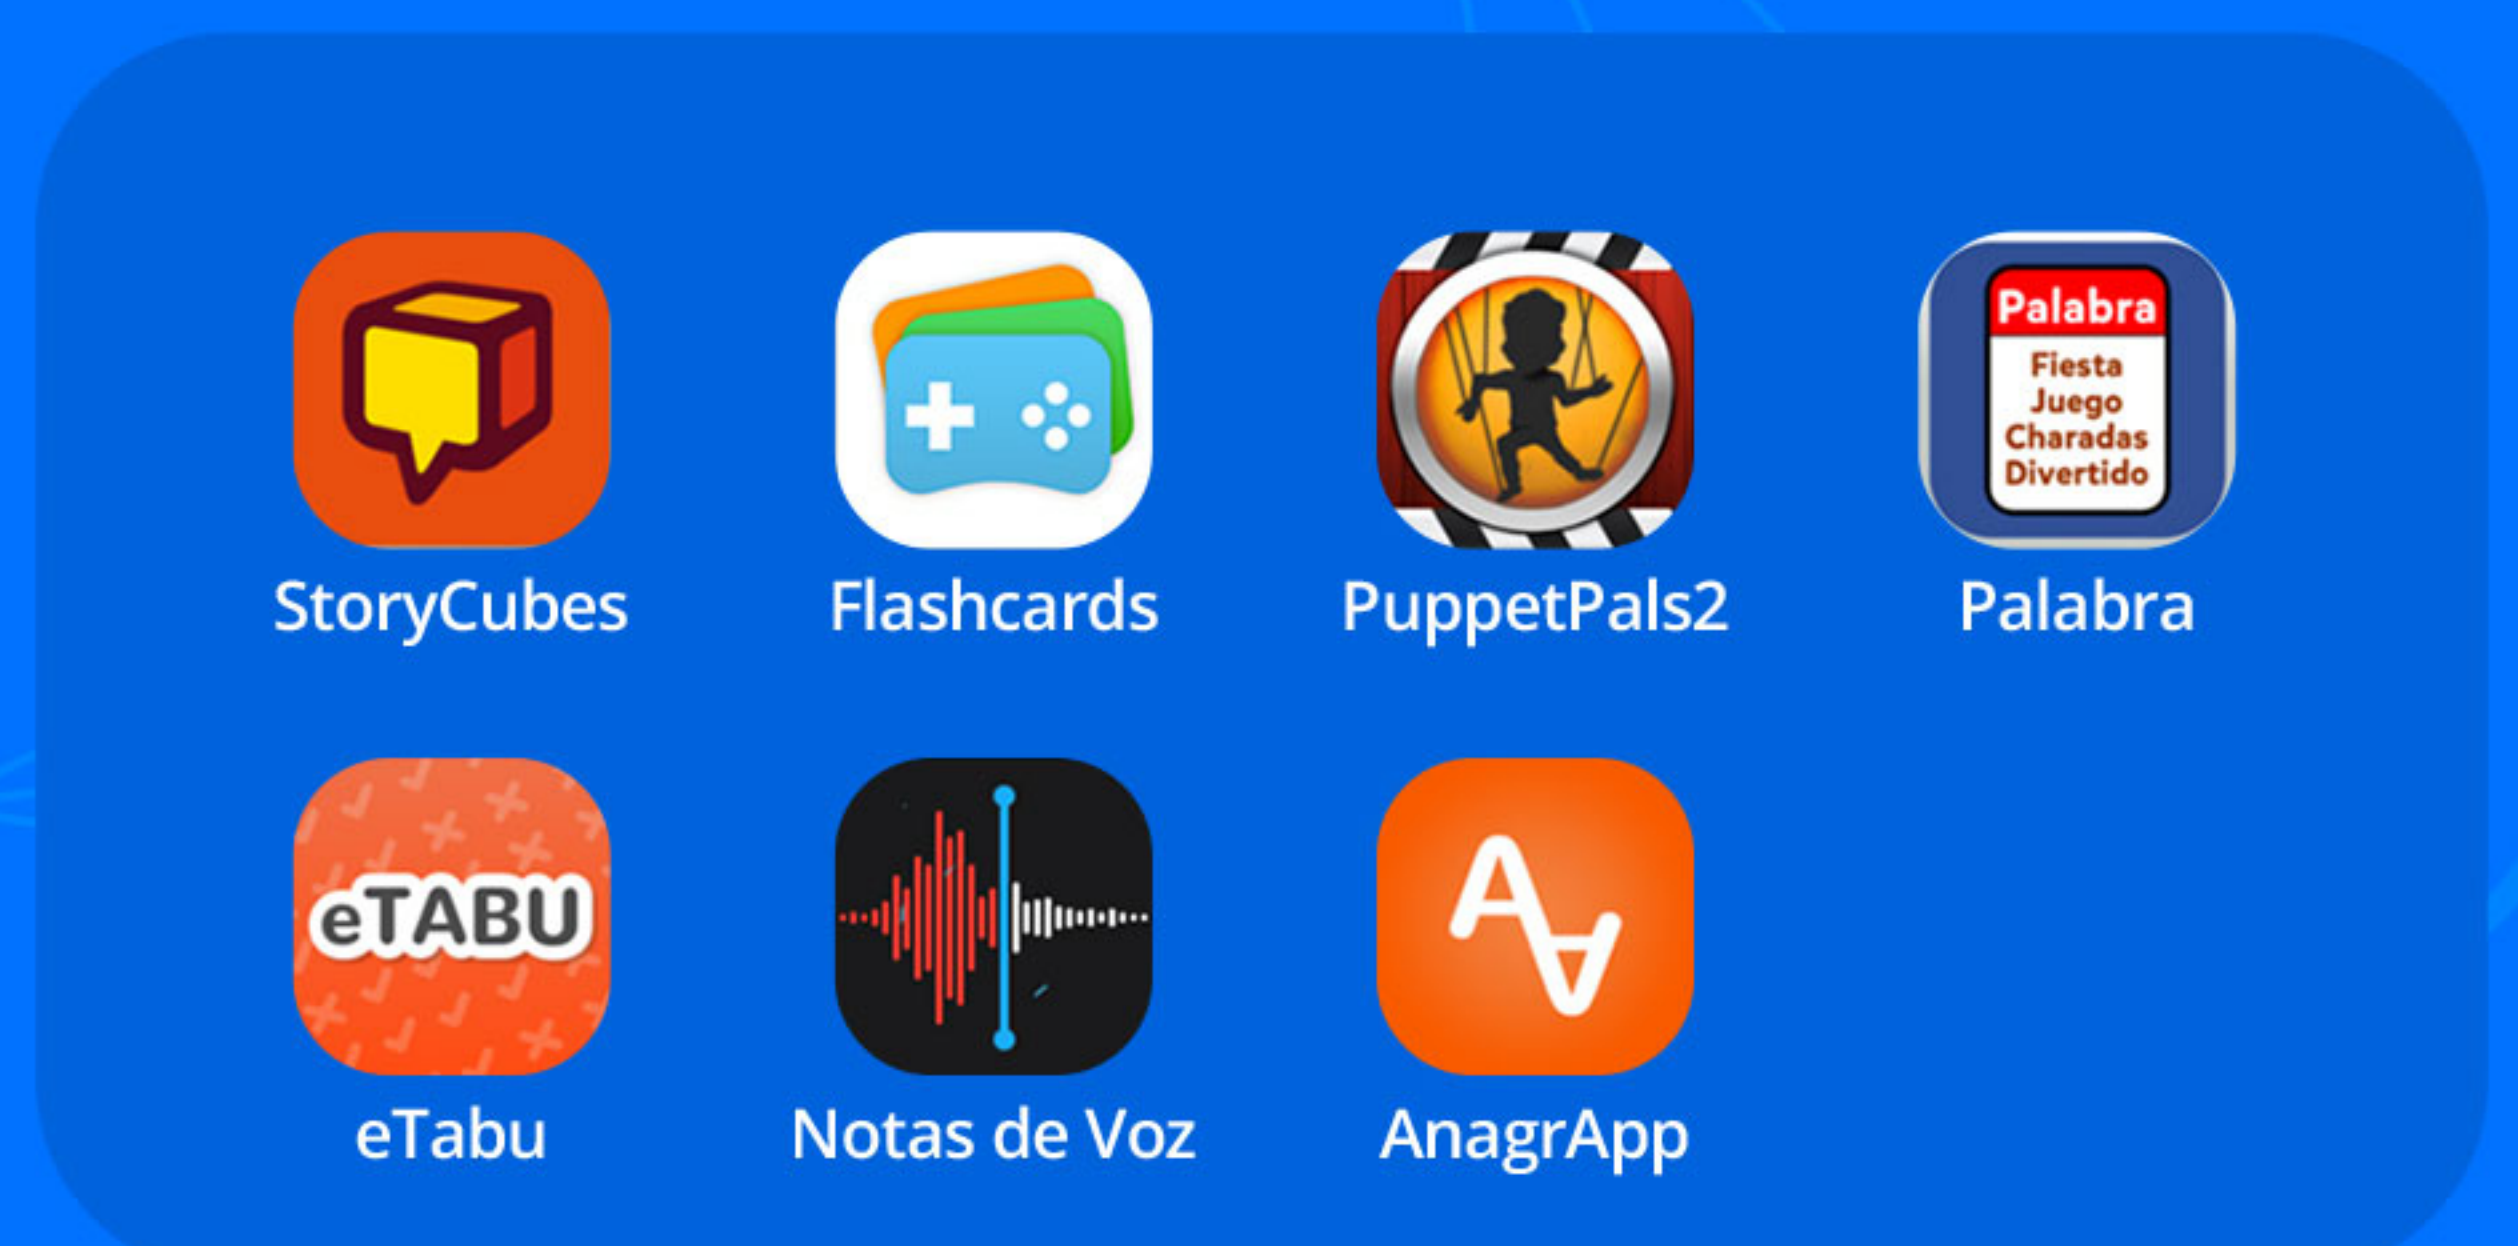 Palabra
Fiesta
Juego
Charadas
Divertido
StoryCubes
Flashcards
PuppetPals2
Palabra
eTABU
eTabu
Notas de Voz
AnagrApp